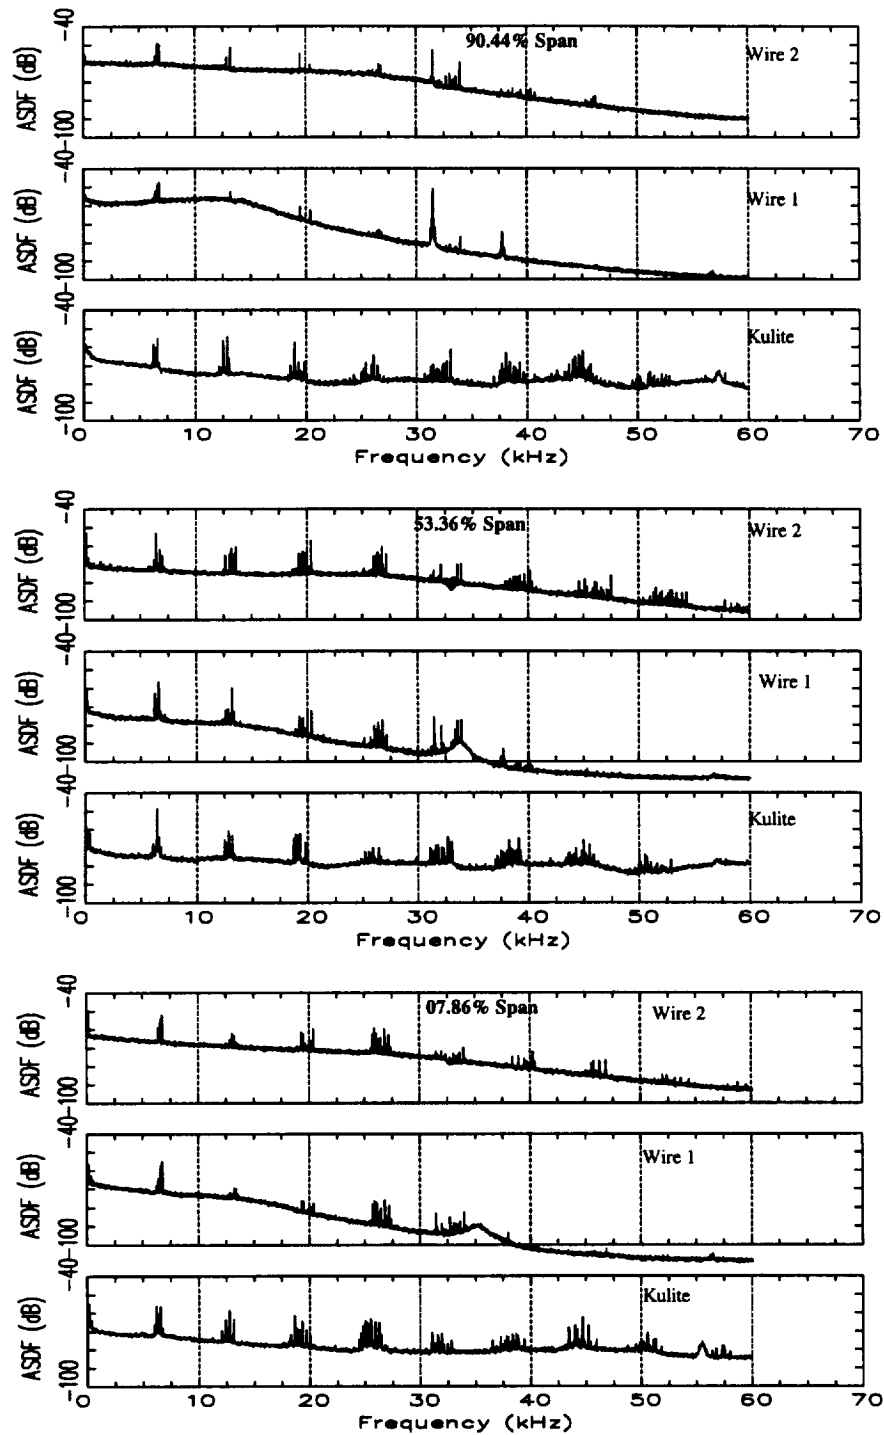 -40
ASDF (dB)
-100
90.44% Span
Wire 2
-40
ASDF (dB)
-100
Wire 1
-40
ASDF (dB)
-100
Kulite
0 10 20 30 40 50 60 70
Frequency (kHz)
-40
ASDF (dB)
-100
53.36% Span
Wire 2
-40
ASDF (dB)
-100
Wire 1
-40
ASDF (dB)
-100
Kulite
0 10 20 30 40 50 60 70
Frequency (kHz)
-40
ASDF (dB)
-100
07.86% Span
Wire 2
-40
ASDF (dB)
-100
Wire 1
-40
ASDF (dB)
-100
Kulite
0 10 20 30 40 50 60 70
Frequency (kHz)